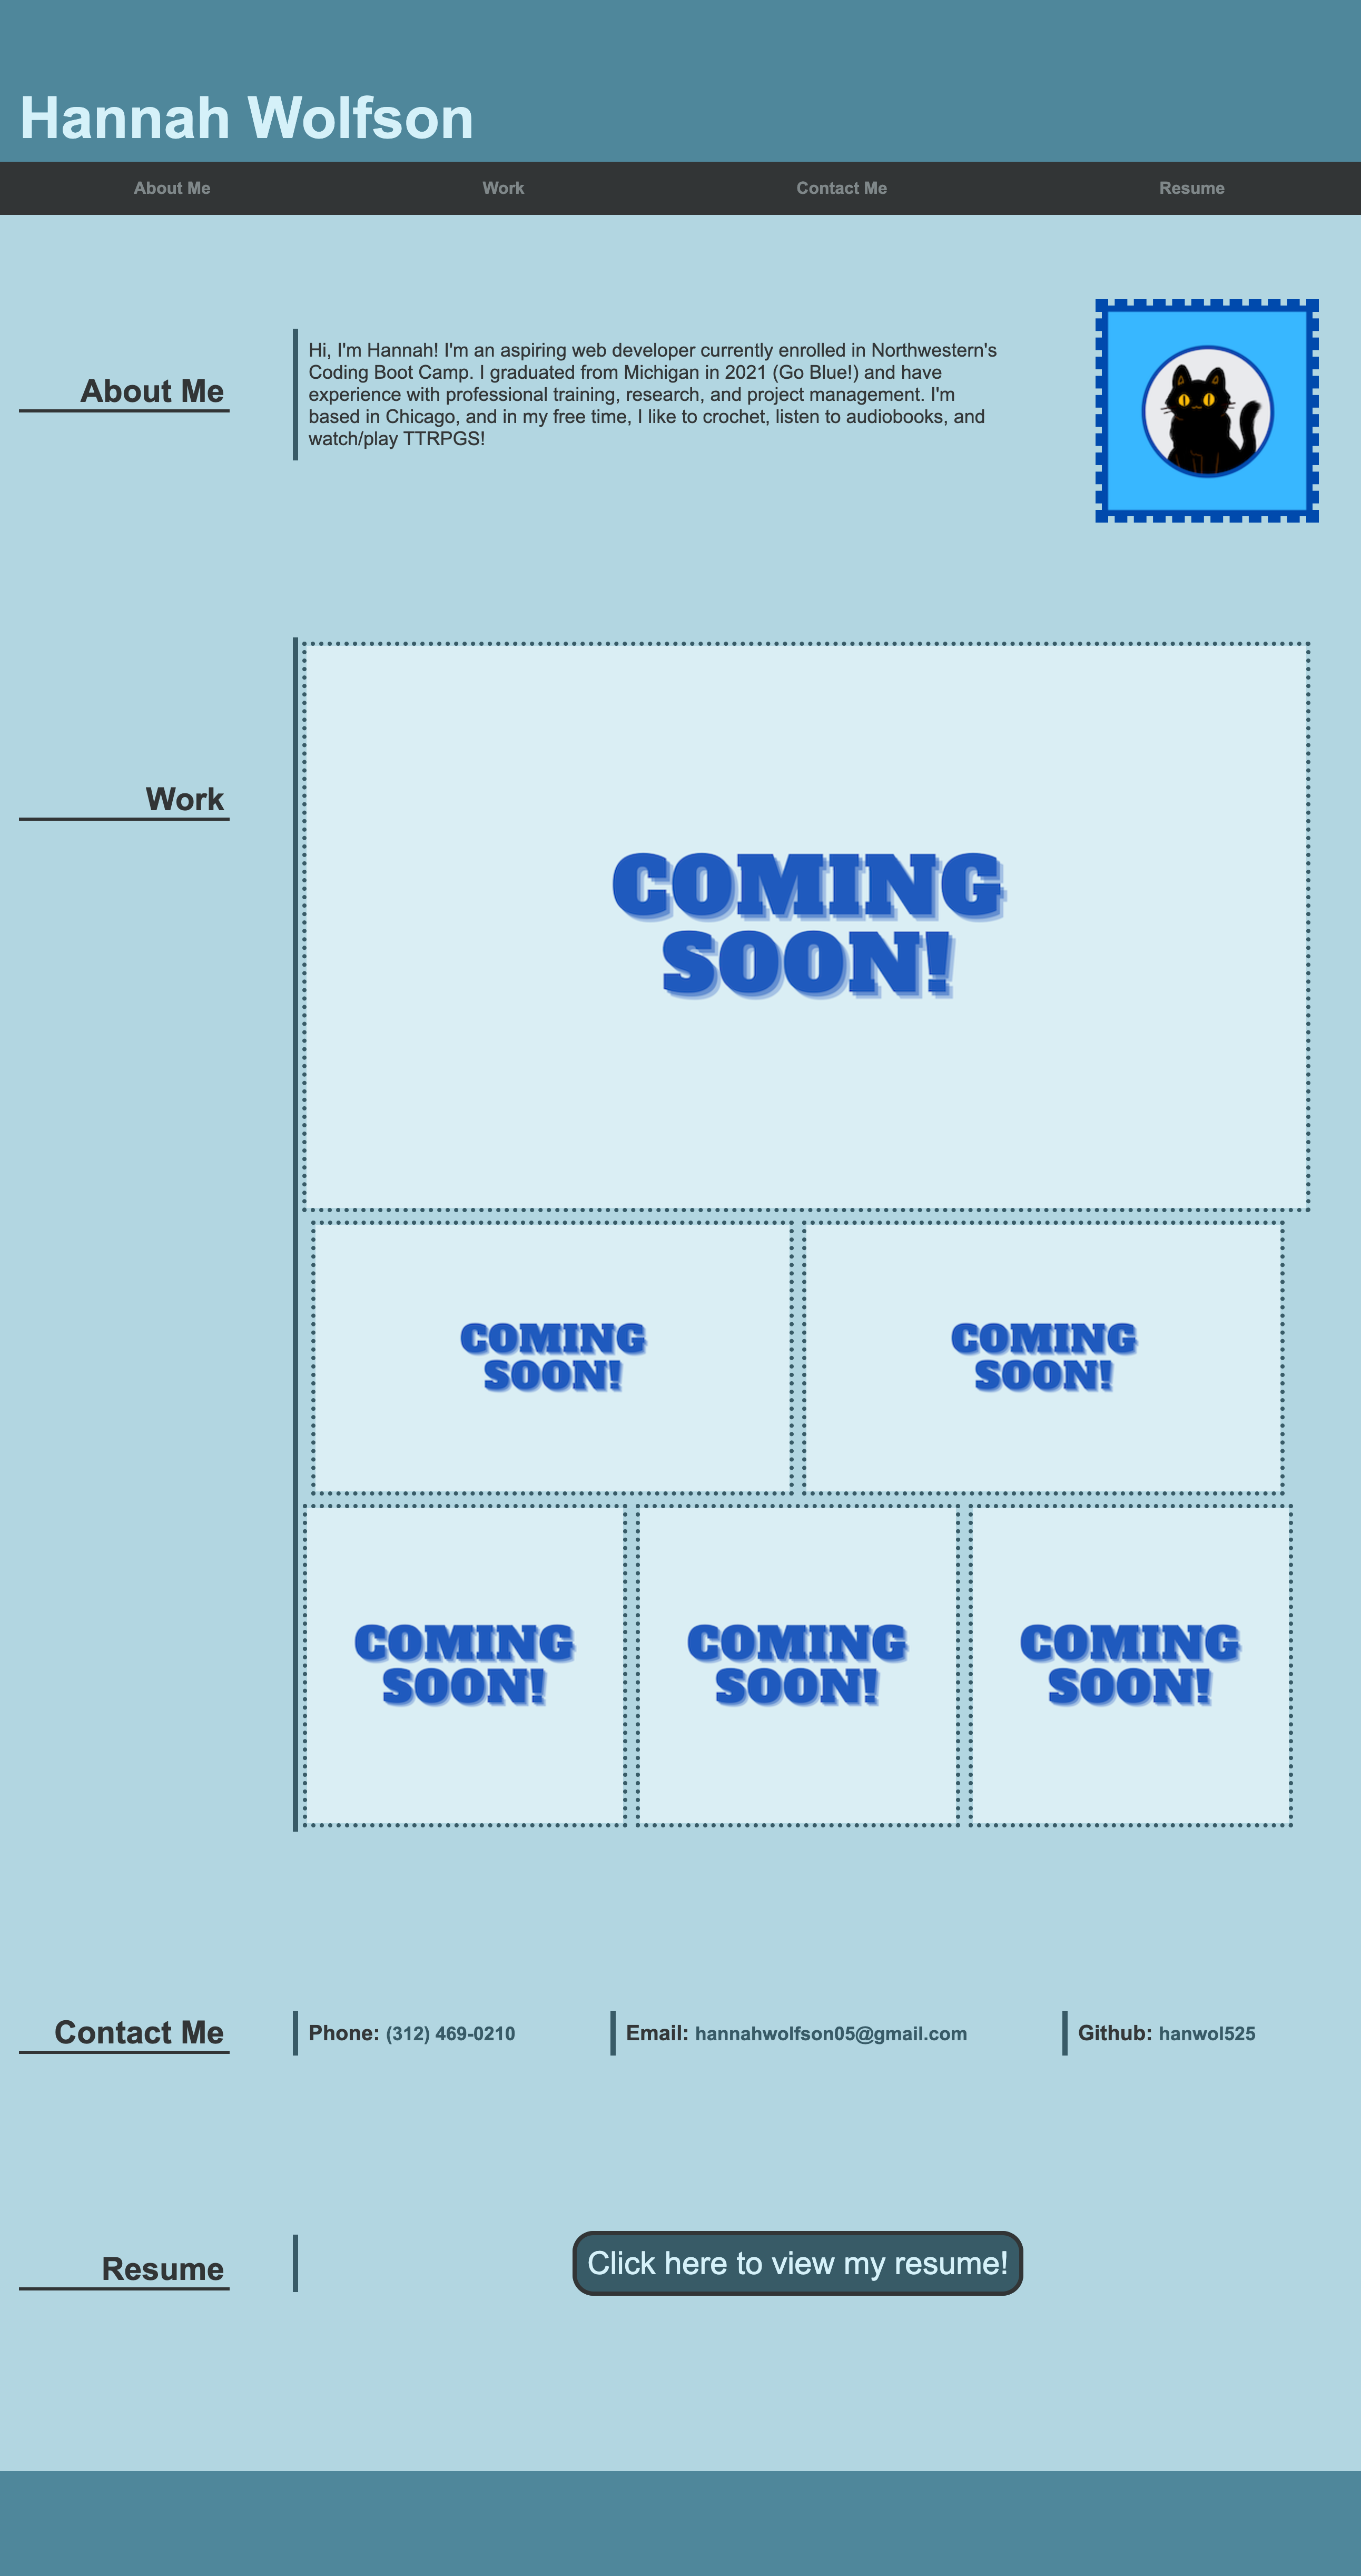 Hannah Wolfson
About Me Work Contact Me Resume
About Me
Hi, I'm Hannah! I'm an aspiring web developer currently enrolled in Northwestern's
Coding Boot Camp. I graduated from Michigan in 2021 (Go Blue!) and have
experience with professional training, research, and project management. I'm
based in Chicago, and in my free time, I like to crochet, listen to audiobooks, and
watch/play TTRPGS!
Work
COMING
SOON!
COMING
SOON!
COMING
SOON!
COMING
SOON!
COMING
SOON!
COMING
SOON!
Contact Me
Phone: (312) 469-0210
Email: hannahwolfson05@gmail.com
Github: hanwol525
Resume
Click here to view my resume!